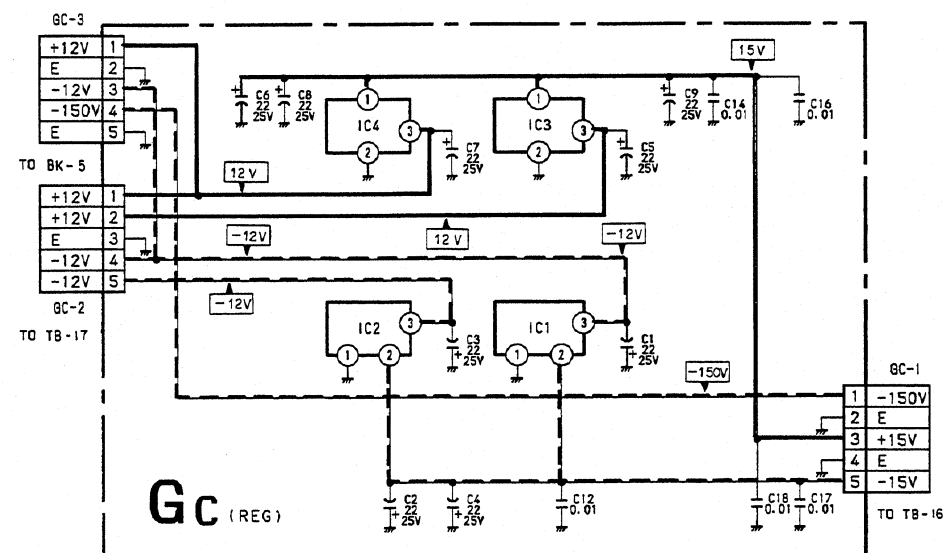 GC-3
+12V 1
E 2
-12V 3
-150V 4
E 5
TO BK-5
+12V 1
+12V 2
E 3
-12V 4
-12V 5
GC-2
TO TB-17
15V
C6 22 25V
C8 22 25V
1
IC4
3
2
C7 22 25V
1
IC3
3
2
C5 22 25V
C9 22 25V
C14 0.01
C16 0.01
12V
-12V
12V
-12V
-12V
IC2
3
1
2
C3 22 25V
IC1
3
1
2
C1 22 25V
-150V
GC-1
1 -150V
2 E
3 +15V
4 E
5 -15V
TO TB-16
C2 22 25V
C4 22 25V
C12 0.01
C18 0.01
C17 0.01
GC (REG)